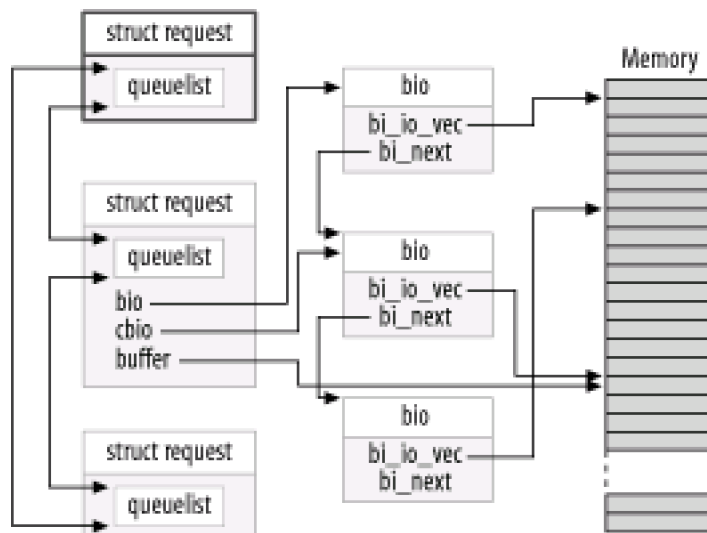 struct request
queuelist
struct request
queuelist
bio
cbio
buffer
struct request
queuelist
bio
bi_io_vec
bi_next
bio
bi_io_vec
bi_next
bio
bi_io_vec
bi_next
Memory